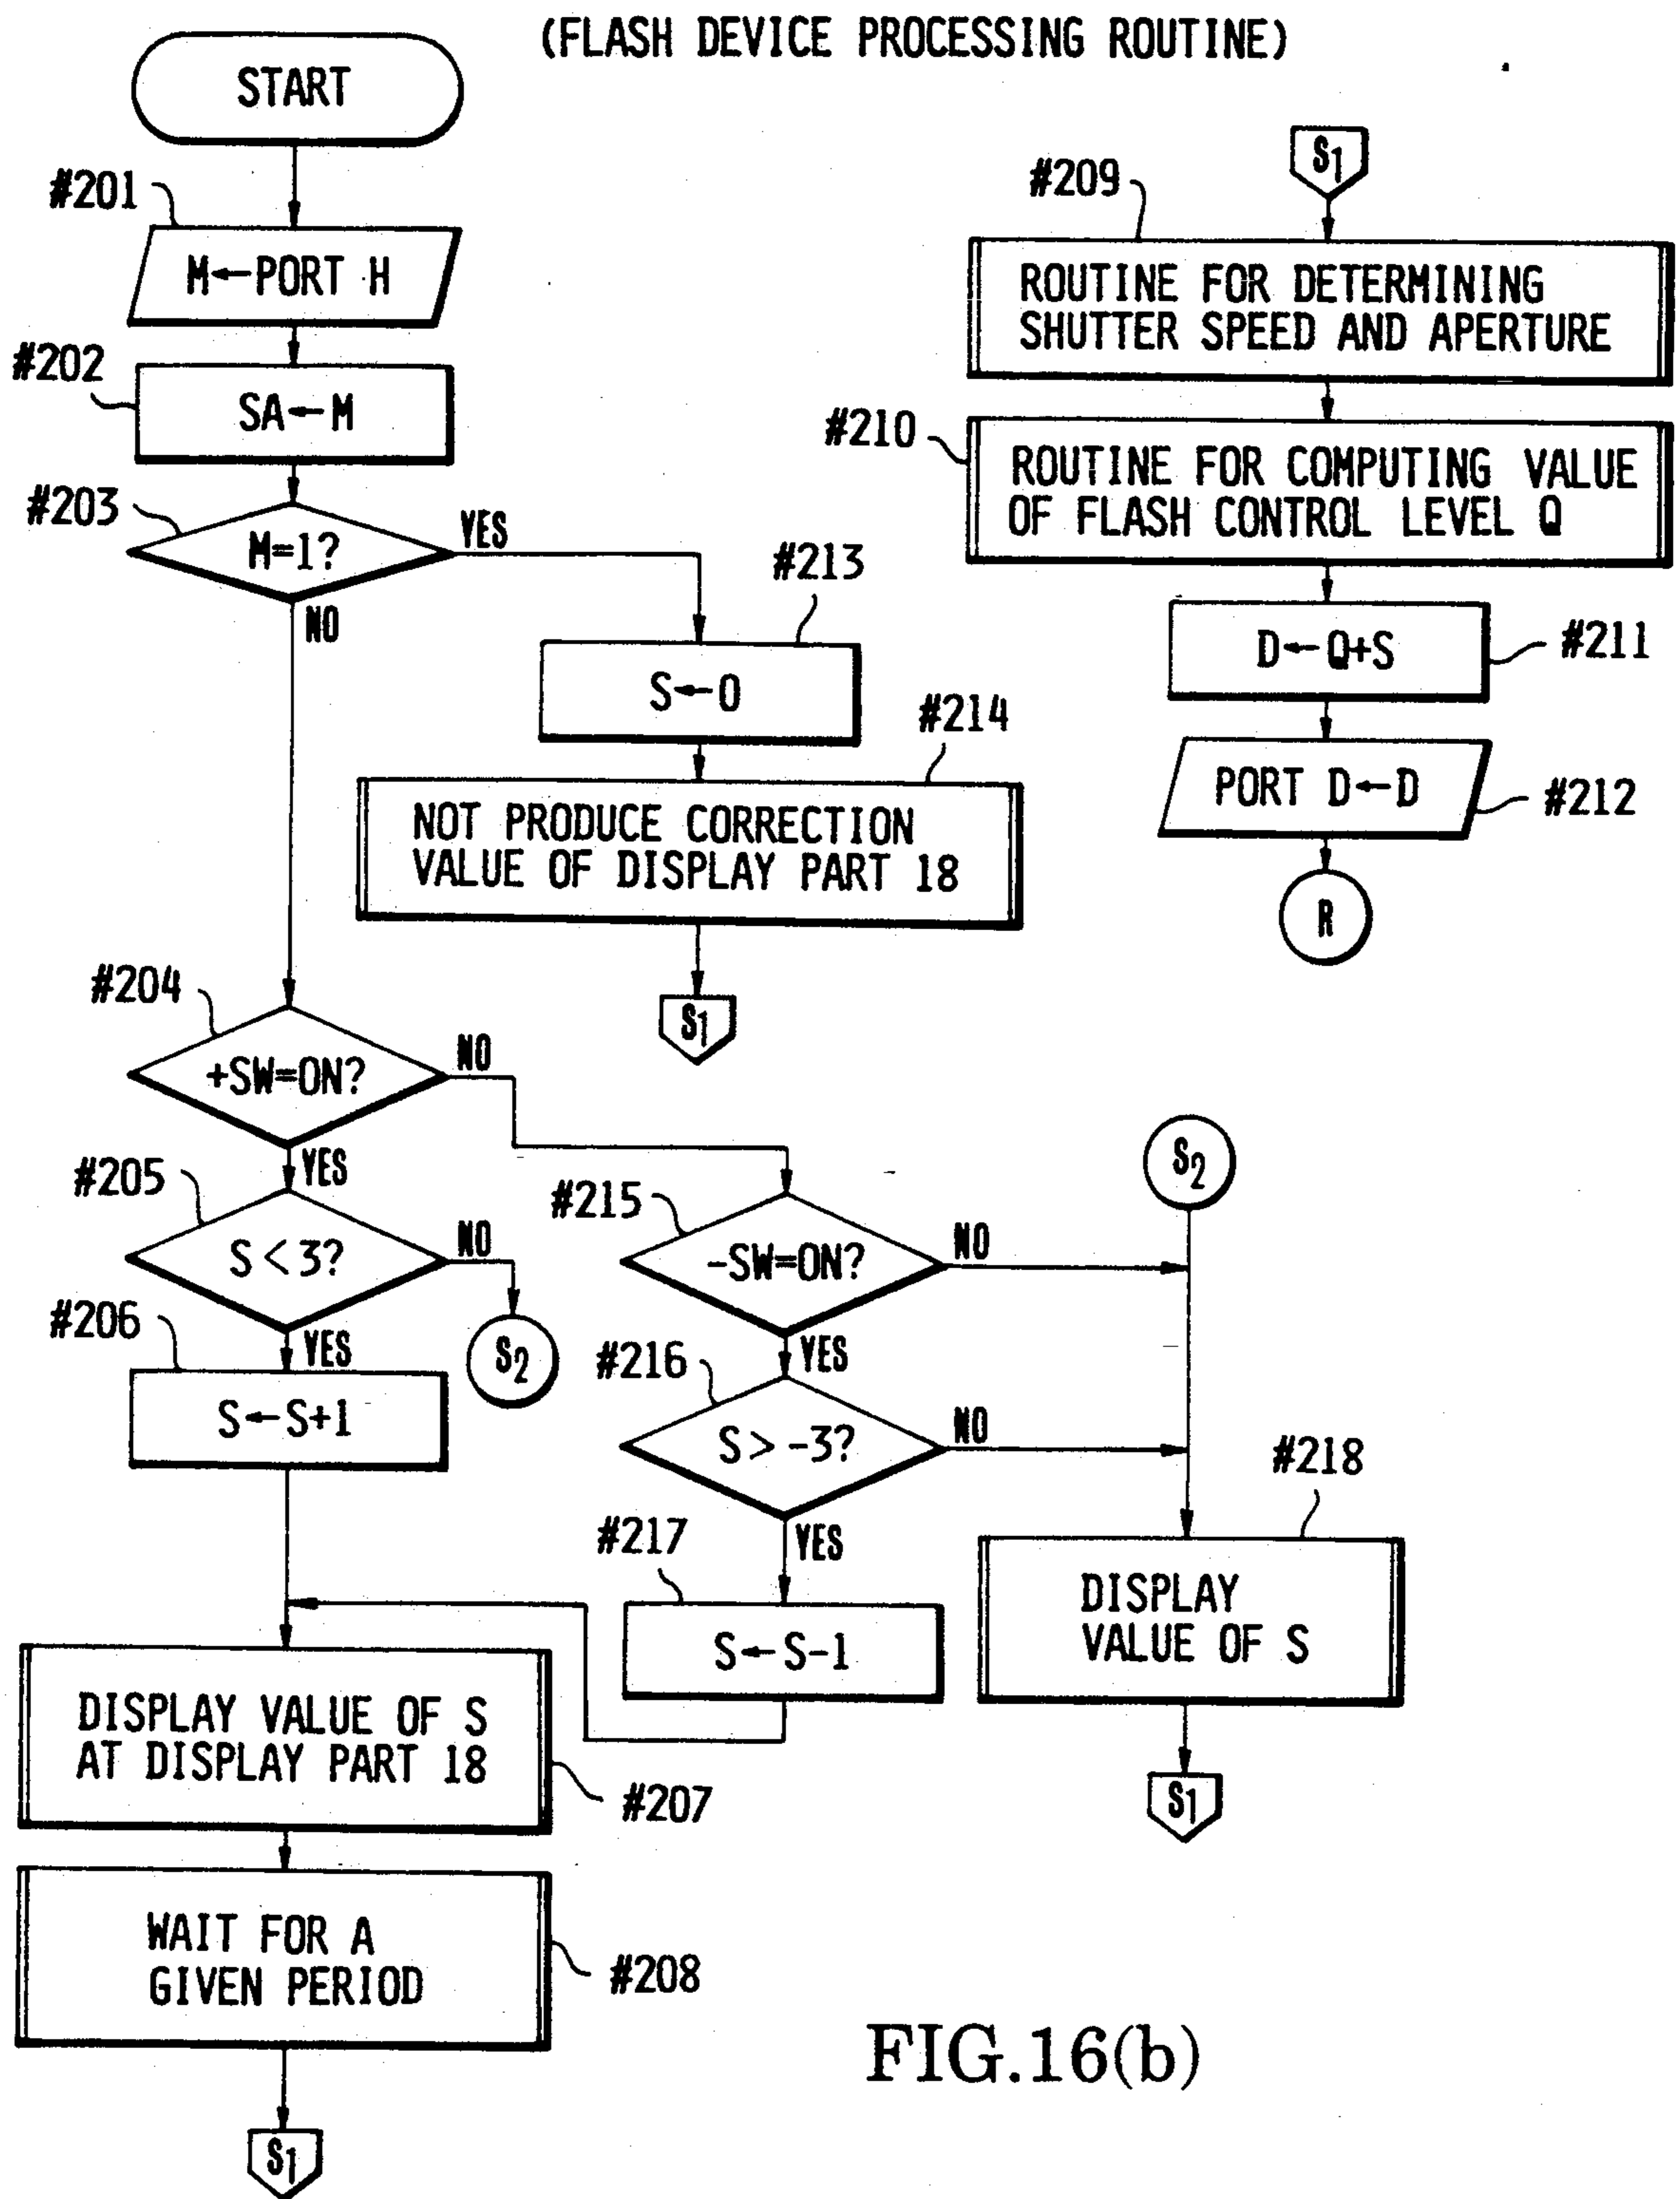 (FLASH DEVICE PROCESSING ROUTINE)
START
#201
M←PORT H
#202
SA←M
#203
M=1?
YES
NO
#213
S←0
#214
NOT PRODUCE CORRECTION
VALUE OF DISPLAY PART 18
S1
#204
+SW=ON?
NO
YES
#205
S<3?
NO
S2
YES
#206
S←S+1
#215
-SW=ON?
NO
YES
#216
S>-3?
NO
YES
#217
S←S-1
#207
DISPLAY VALUE OF S
AT DISPLAY PART 18
#208
WAIT FOR A
GIVEN PERIOD
S1
S1
#209
ROUTINE FOR DETERMINING
SHUTTER SPEED AND APERTURE
#210
ROUTINE FOR COMPUTING VALUE
OF FLASH CONTROL LEVEL Q
D←Q+S
#211
PORT D←D
#212
R
S2
#218
DISPLAY
VALUE OF S
S1
FIG.16(b)